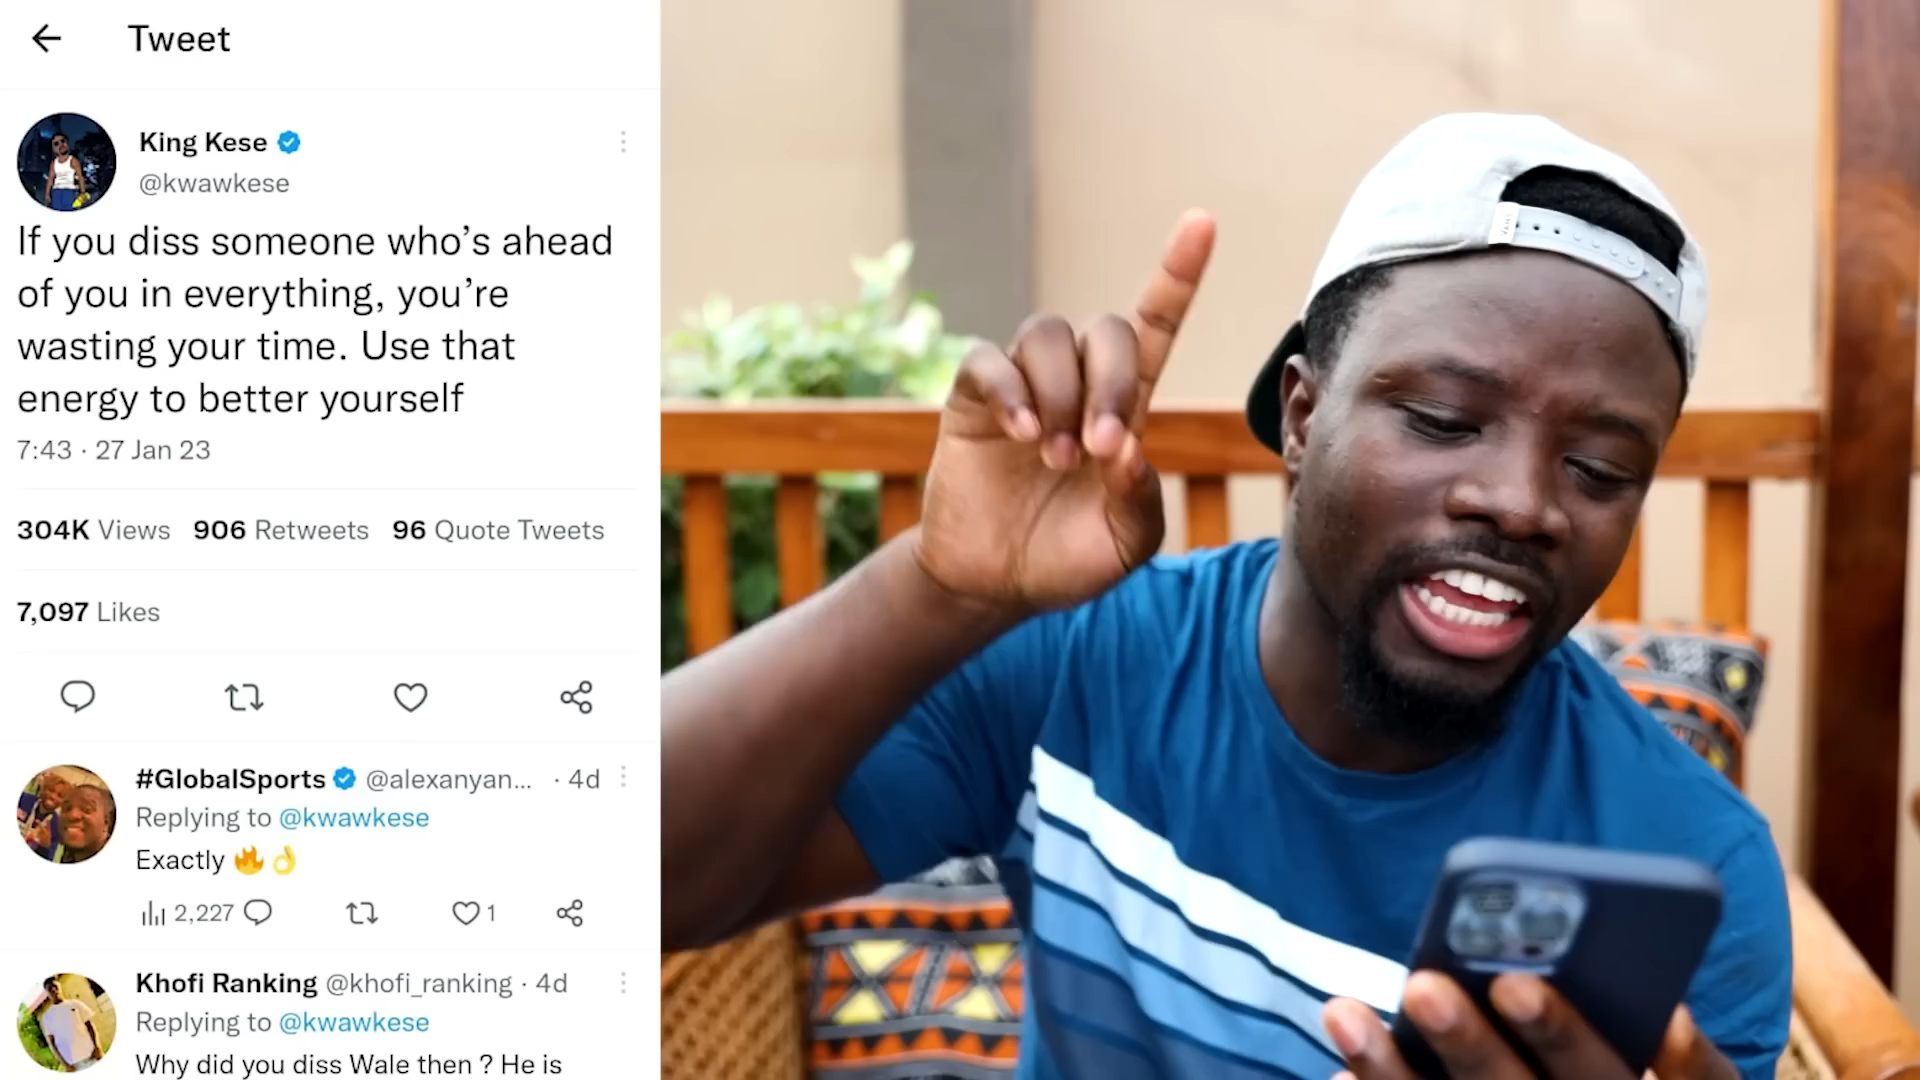 Tweet
King Kese
@kwawkese
If you diss someone who's ahead
of you in everything, you're
wasting your time. Use that
energy to better yourself
7:43 · 27 Jan 23
304K Views 906 Retweets 96 Quote Tweets
7,097 Likes
#GlobalSports @alexanyan... · 4d
Replying to @kwawkese
Exactly 🔥👌
2,227 1
Khofi Ranking @khofi_ranking · 4d
Replying to @kwawkese
Why did you diss Wale then ? He is